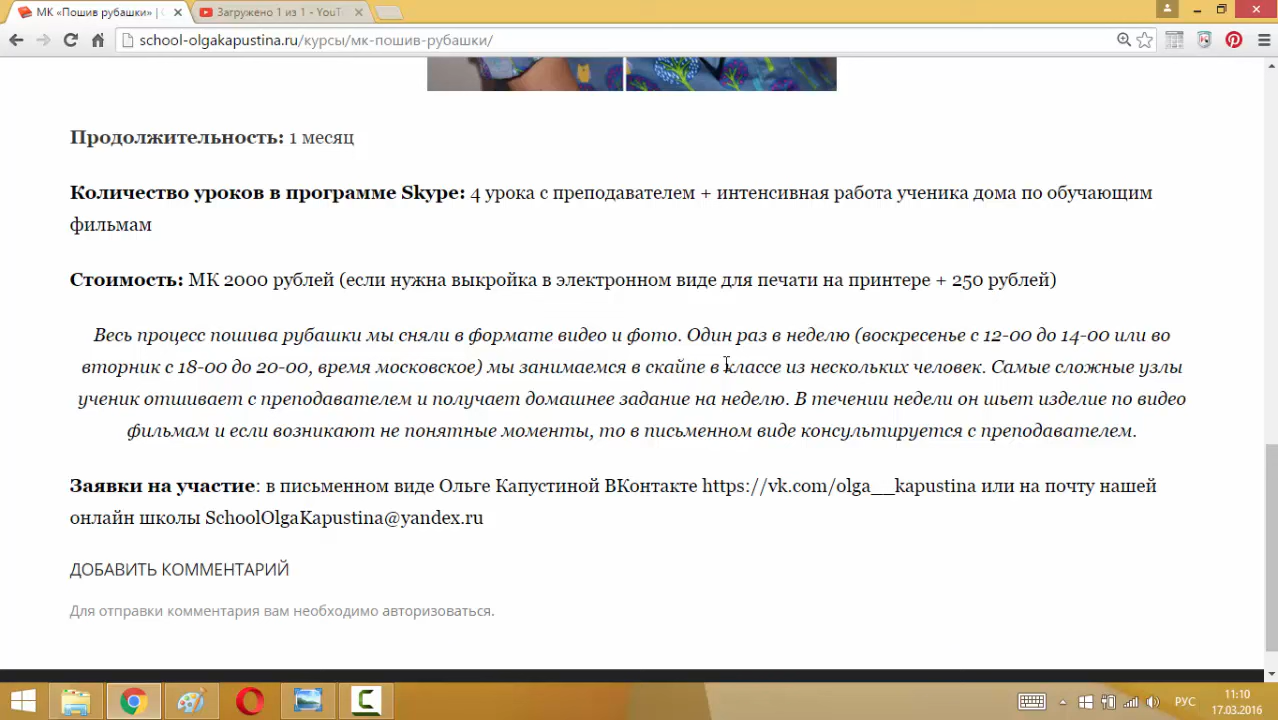 МК «Пошив рубашки» | (
Загружено 1 из 1 - YouT
school-olgakapustina.ru/курсы/мк-пошив-рубашки/
Продолжительность: 1 месяц
Количество уроков в программе Skype: 4 урока с преподавателем + интенсивная работа ученика дома по обучающим
фильмам
Стоимость: МК 2000 рублей (если нужна выкройка в электронном виде для печати на принтере + 250 рублей)
Весь процесс пошива рубашки мы сняли в формате видео и фото. Один раз в неделю (воскресенье с 12-00 до 14-00 или во
вторник с 18-00 до 20-00, время московское) мы занимаемся в скайпе в классе из нескольких человек. Самые сложные узлы
ученик отшивает с преподавателем и получает домашнее задание на неделю. В течении недели он шьет изделие по видео
фильмам и если возникают не понятные моменты, то в письменном виде консультируется с преподавателем.
Заявки на участие: в письменном виде Ольге Капустиной ВКонтакте https://vk.com/olga__kapustina или на почту нашей
онлайн школы SchoolOlgaKapustina@yandex.ru
ДОБАВИТЬ КОММЕНТАРИЙ
Для отправки комментария вам необходимо авторизоваться.
РУС
11:10
17.03.2016